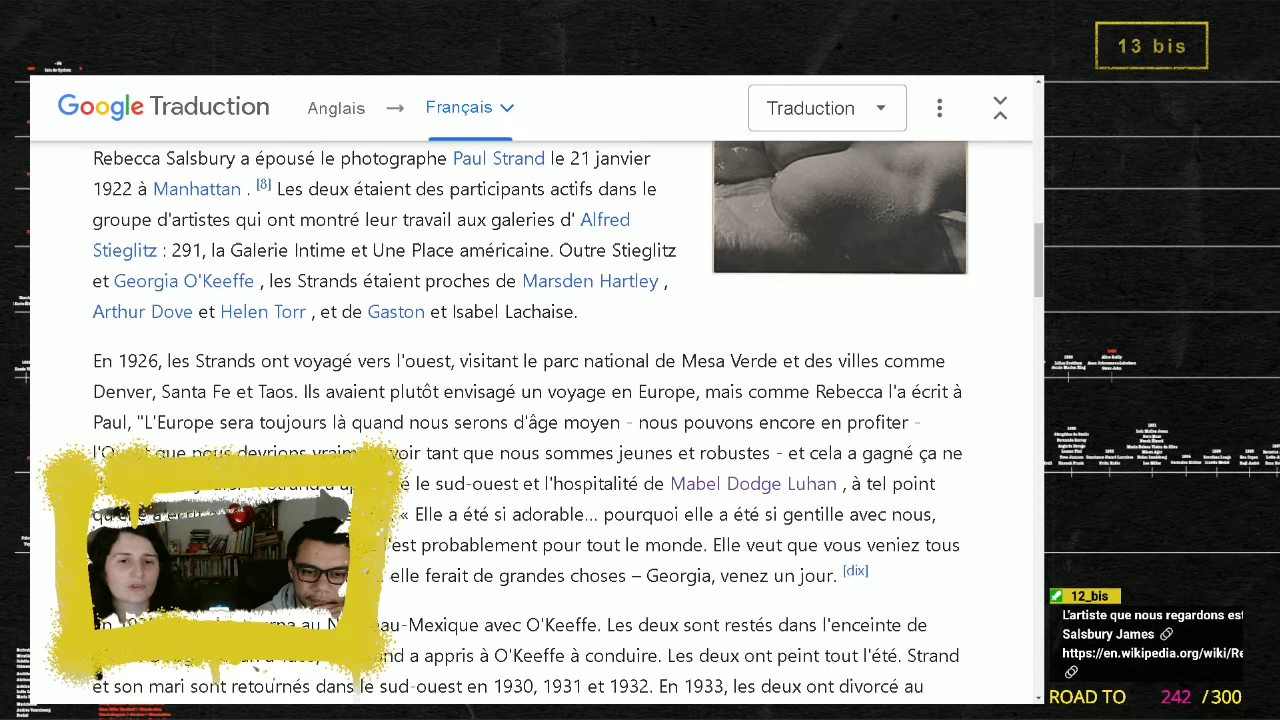 13 bis
Google Traduction Anglais → Français Traduction
Rebecca Salsbury a épousé le photographe Paul Strand le 21 janvier
1922 à Manhattan . [8] Les deux étaient des participants actifs dans le
groupe d'artistes qui ont montré leur travail aux galeries d' Alfred
Stieglitz : 291, la Galerie Intime et Une Place américaine. Outre Stieglitz
et Georgia O'Keeffe , les Strands étaient proches de Marsden Hartley ,
Arthur Dove et Helen Torr , et de Gaston et Isabel Lachaise.
En 1926, les Strands ont voyagé vers l'ouest, visitant le parc national de Mesa Verde et des villes comme
Denver, Santa Fe et Taos. Ils avaient plutôt envisagé un voyage en Europe, mais comme Rebecca l'a écrit à
Paul, "L'Europe sera toujours là quand nous serons d'âge moyen - nous pouvons encore en profiter -
que nous sommes jeunes et robustes - et cela a gagné ça ne
le sud-ouest et l'hospitalité de Mabel Dodge Luhan , à tel point
« Elle a été si adorable... pourquoi elle a été si gentille avec nous,
'est probablement pour tout le monde. Elle veut que vous veniez tous
elle ferait de grandes choses – Georgia, venez un jour. [dix]
au-Mexique avec O'Keeffe. Les deux sont restés dans l'enceinte de
a appris à O'Keeffe à conduire. Les deux ont peint tout l'été. Strand
et son mari sont retournés dans le sud-ouest en 1930, 1931 et 1932. En 1933, les deux ont divorcé au
12_bis
L'artiste que nous regardons est
Salsbury James
https://en.wikipedia.org/wiki/Re
ROAD TO 242 /300